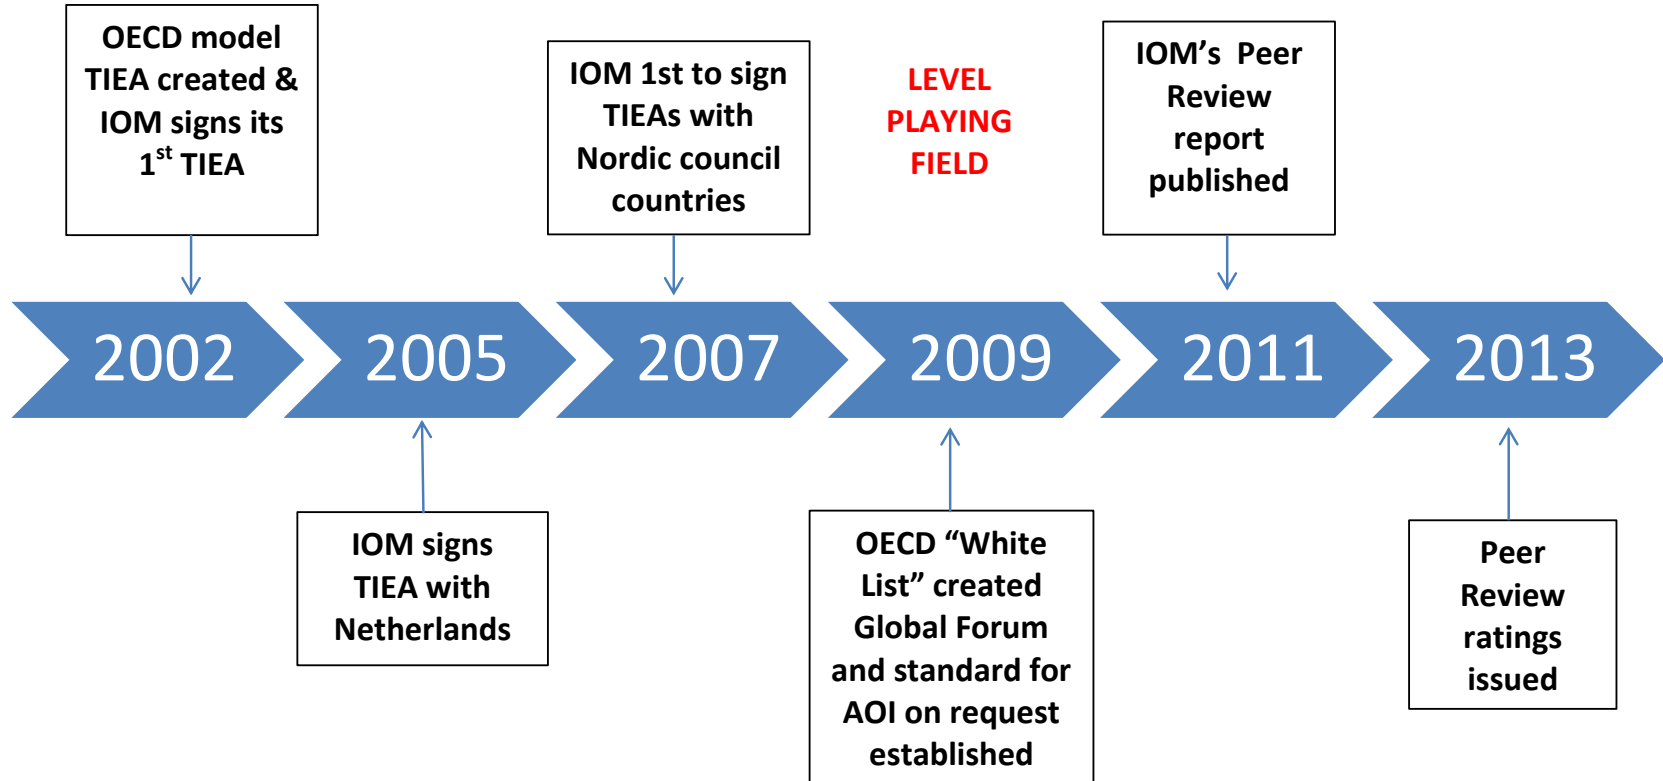 OECD model
TIEA created &
IOM signs its
1st TIEA
IOM 1st to sign
TIEAs with
Nordic council
countries
LEVEL
PLAYING
FIELD
IOM's Peer
Review
report
published
2002
2005
2007
2009
2011
2013
IOM signs
TIEA with
Netherlands
OECD “White
List” created
Global Forum
and standard for
AOI on request
established
Peer
Review
ratings
issued